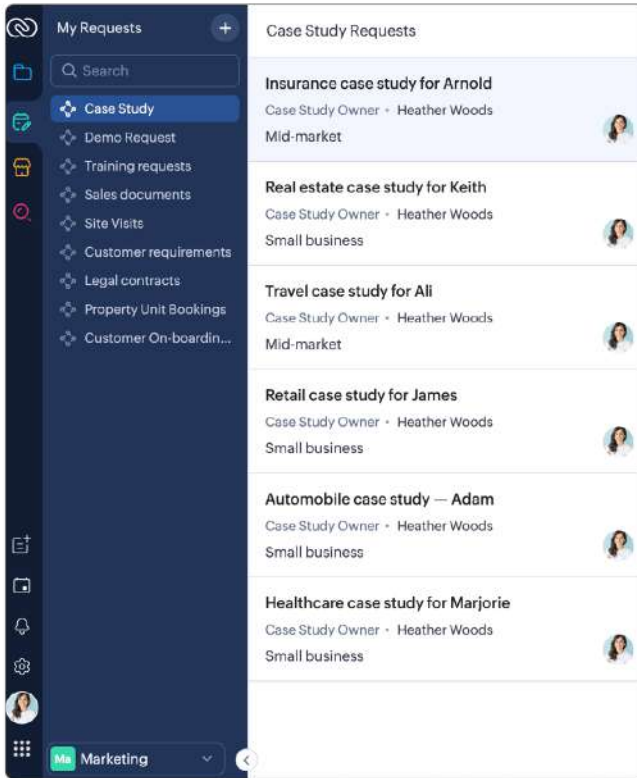 My Requests
+
Search
Case Study
Demo Request
Training requests
Sales documents
Site Visits
Customer requirements
Legal contracts
Property Unit Bookings
Customer On-boardin...
Ma Marketing
Case Study Requests
Insurance case study for Arnold
Case Study Owner • Heather Woods
Mid-market
Real estate case study for Keith
Case Study Owner • Heather Woods
Small business
Travel case study for Ali
Case Study Owner • Heather Woods
Mid-market
Retail case study for James
Case Study Owner • Heather Woods
Small business
Automobile case study — Adam
Case Study Owner • Heather Woods
Small business
Healthcare case study for Marjorie
Case Study Owner • Heather Woods
Small business